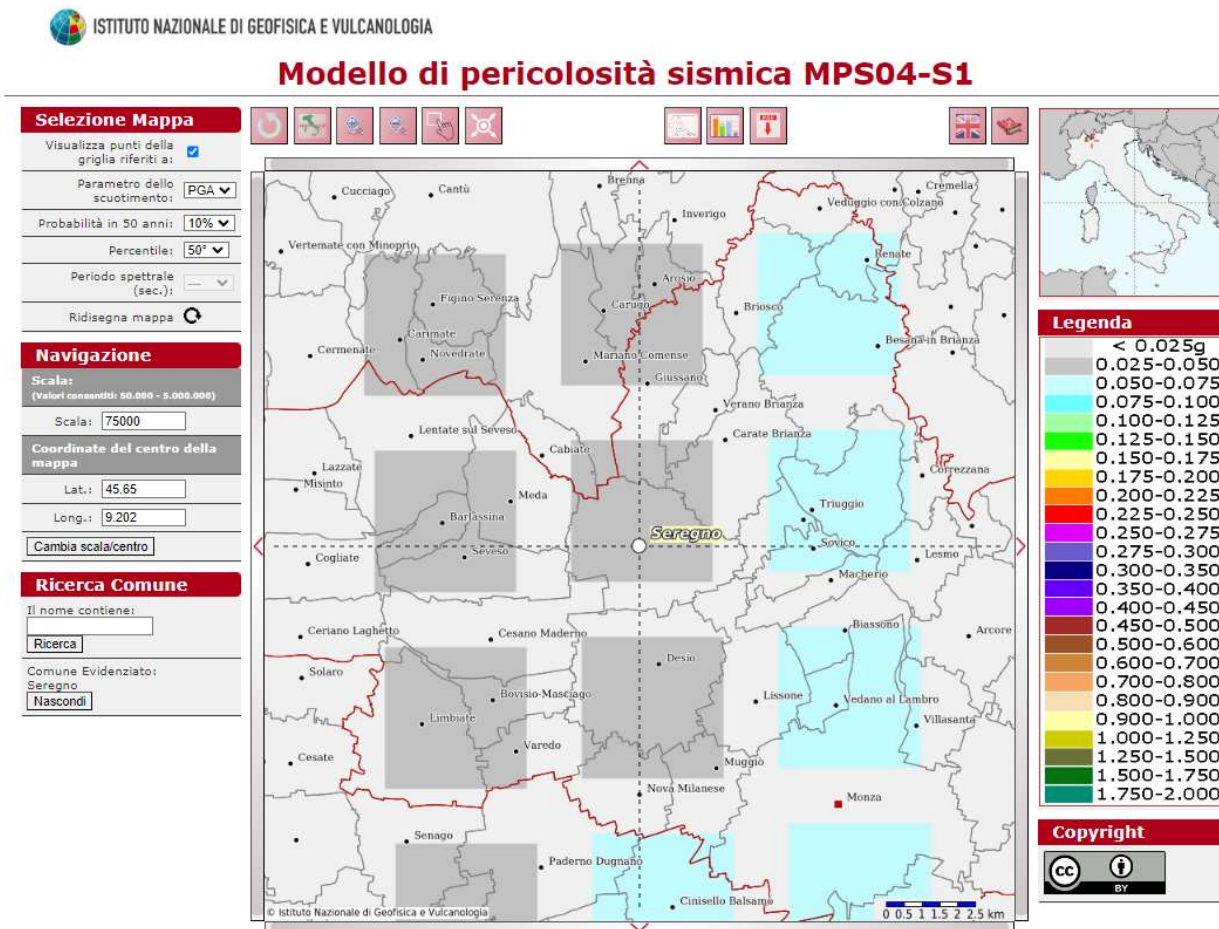 ISTITUTO NAZIONALE DI GEOFISICA E VULCANOLOGIA
Modello di pericolosità sismica MPS04-S1
Selezione Mappa
Visualizza punti della
griglia riferiti a:
Parametro dello
scuotimento: PGA
Probabilità in 50 anni: 10%
Percentile: 50°
Periodo spettrale
(sec.): ---
Ridisegna mappa
Navigazione
Scala:
(Valori consentiti: 50.000 - 5.000.000)
Scala: 75000
Coordinate del centro della
mappa
Lat.: 45.65
Long.: 9.202
Cambia scala/centro
Ricerca Comune
Il nome contiene:
Ricerca
Comune Evidenziato:
Seregno
Nascondi
PDF
Brenna
Cucciago
Cantù
Cremella
Veduggio con Colzano
Inverigo
Vertemate con Minoprio
Renate
Arosio
Figino Serenza
Carugo
Briosco
Carimate
Cermenate
Novedrate
Mariano Comense
Besana in Brianza
Giussano
Verano Brianza
Lentate sul Seveso
Carate Brianza
Cabiate
Lazzate
Correzzana
Misinto
Meda
Triuggio
Barlassina
Seregno
Sovico
Cogliate
Seveso
Lesmo
Macherio
Ceriano Laghetto
Cesano Maderno
Biassono
Arcore
Solaro
Desio
Bovisio-Masciago
Lissone
Vedano al Lambro
Limbiate
Villasanta
Varedo
Cesate
Muggiò
Nova Milanese
Monza
Senago
Paderno Dugnano
Cinisello Balsamo
© Istituto Nazionale di Geofisica e Vulcanologia
0 0.5 1 1.5 2 2.5 km
Legenda
< 0.025g
0.025-0.050
0.050-0.075
0.075-0.100
0.100-0.125
0.125-0.150
0.150-0.175
0.175-0.200
0.200-0.225
0.225-0.250
0.250-0.275
0.275-0.300
0.300-0.350
0.350-0.400
0.400-0.450
0.450-0.500
0.500-0.600
0.600-0.700
0.700-0.800
0.800-0.900
0.900-1.000
1.000-1.250
1.250-1.500
1.500-1.750
1.750-2.000
Copyright
cc
BY